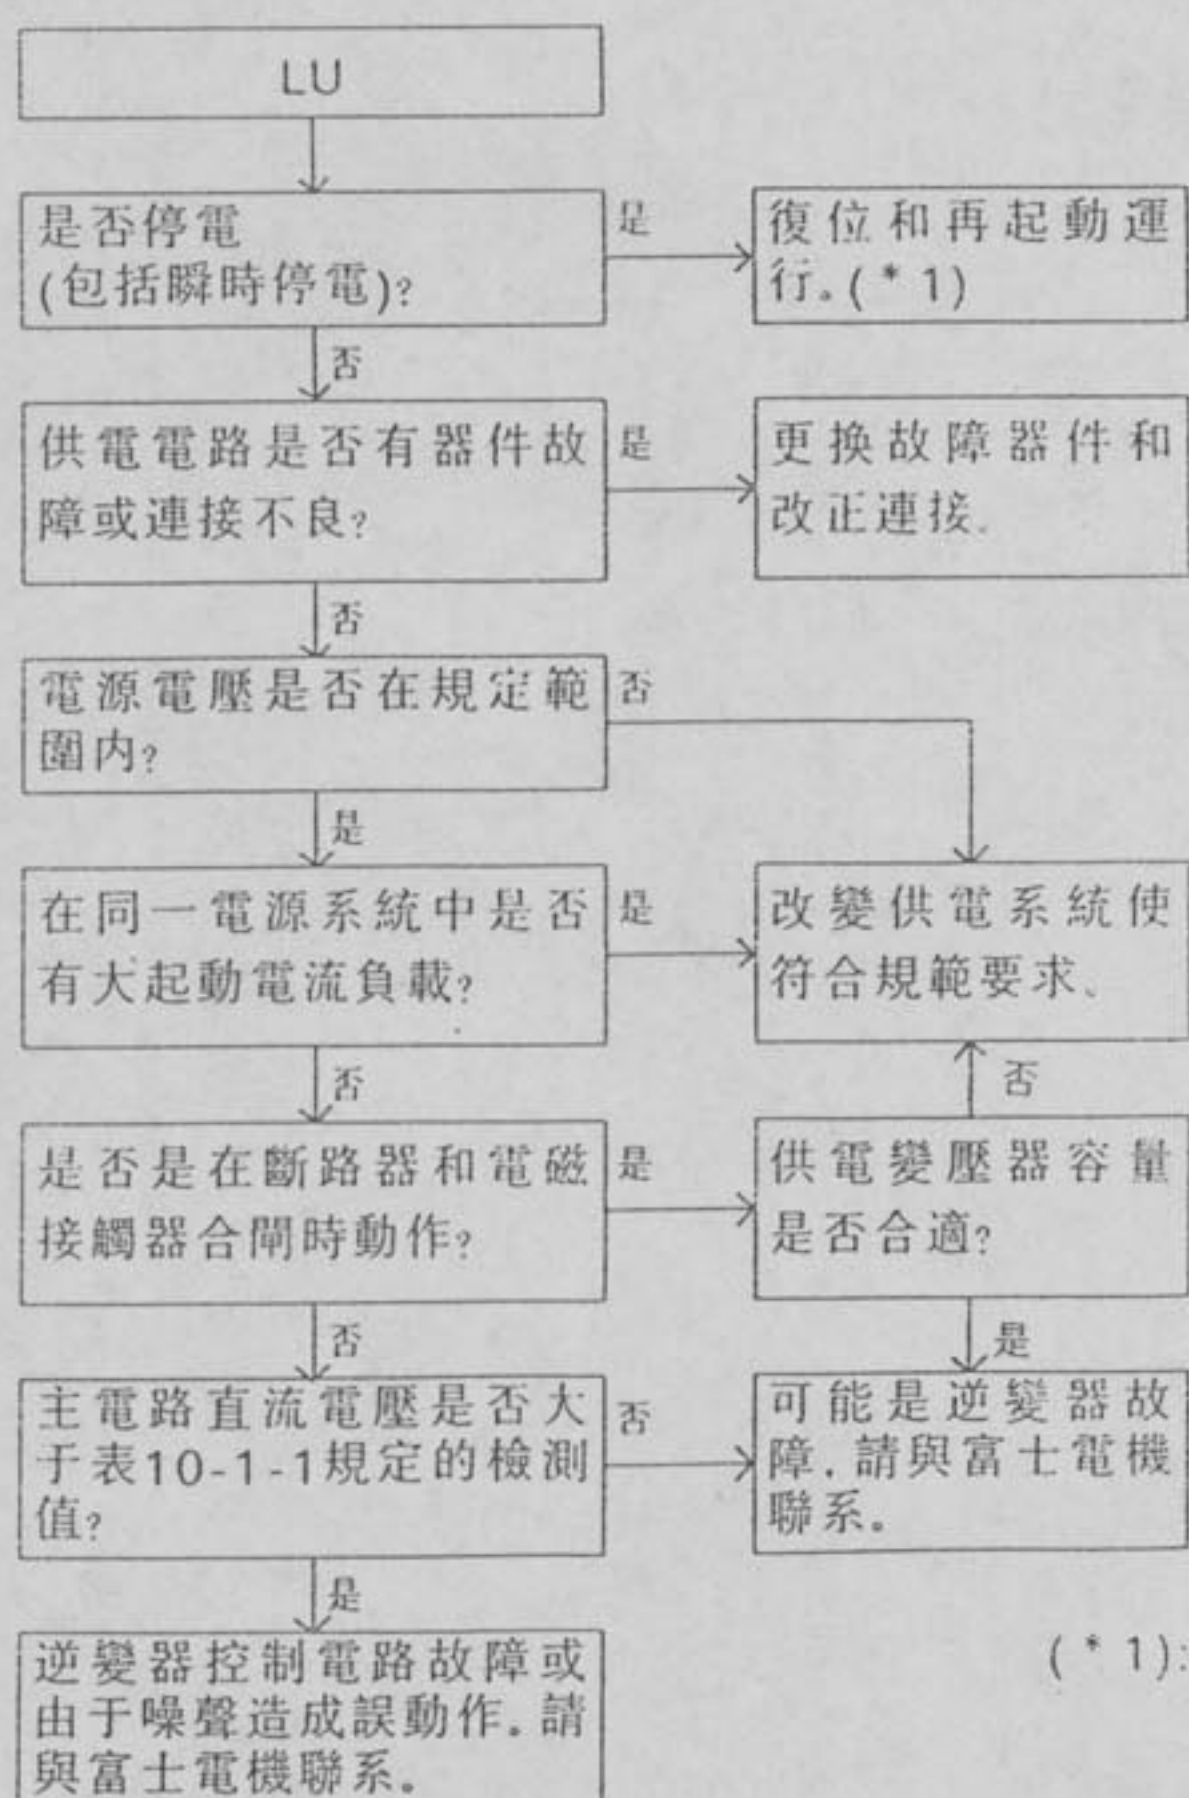 LU
是否停電
(包括瞬時停電)?
是
復位和再起動運
行。(*1)
否
供電電路是否有器件故
障或連接不良?
是
更換故障器件和
改正連接.
否
電源電壓是否在規定範
圍内?
否
是
在同一電源系統中是否
有大起動電流負載?
是
改變供電系統使
符合規範要求、
否
否
是否是在斷路器和電磁
接觸器合閘時動作?
是
供電變壓器容量
是否合適?
否
是
主電路直流電壓是否大
于表10-1-1規定的檢測
值?
否
可能是逆變器故
障.請與富士電機
聯系。
是
逆變器控制電路故障或
由于噪聲造成誤動作。請
與富士電機聯系。
(*1):